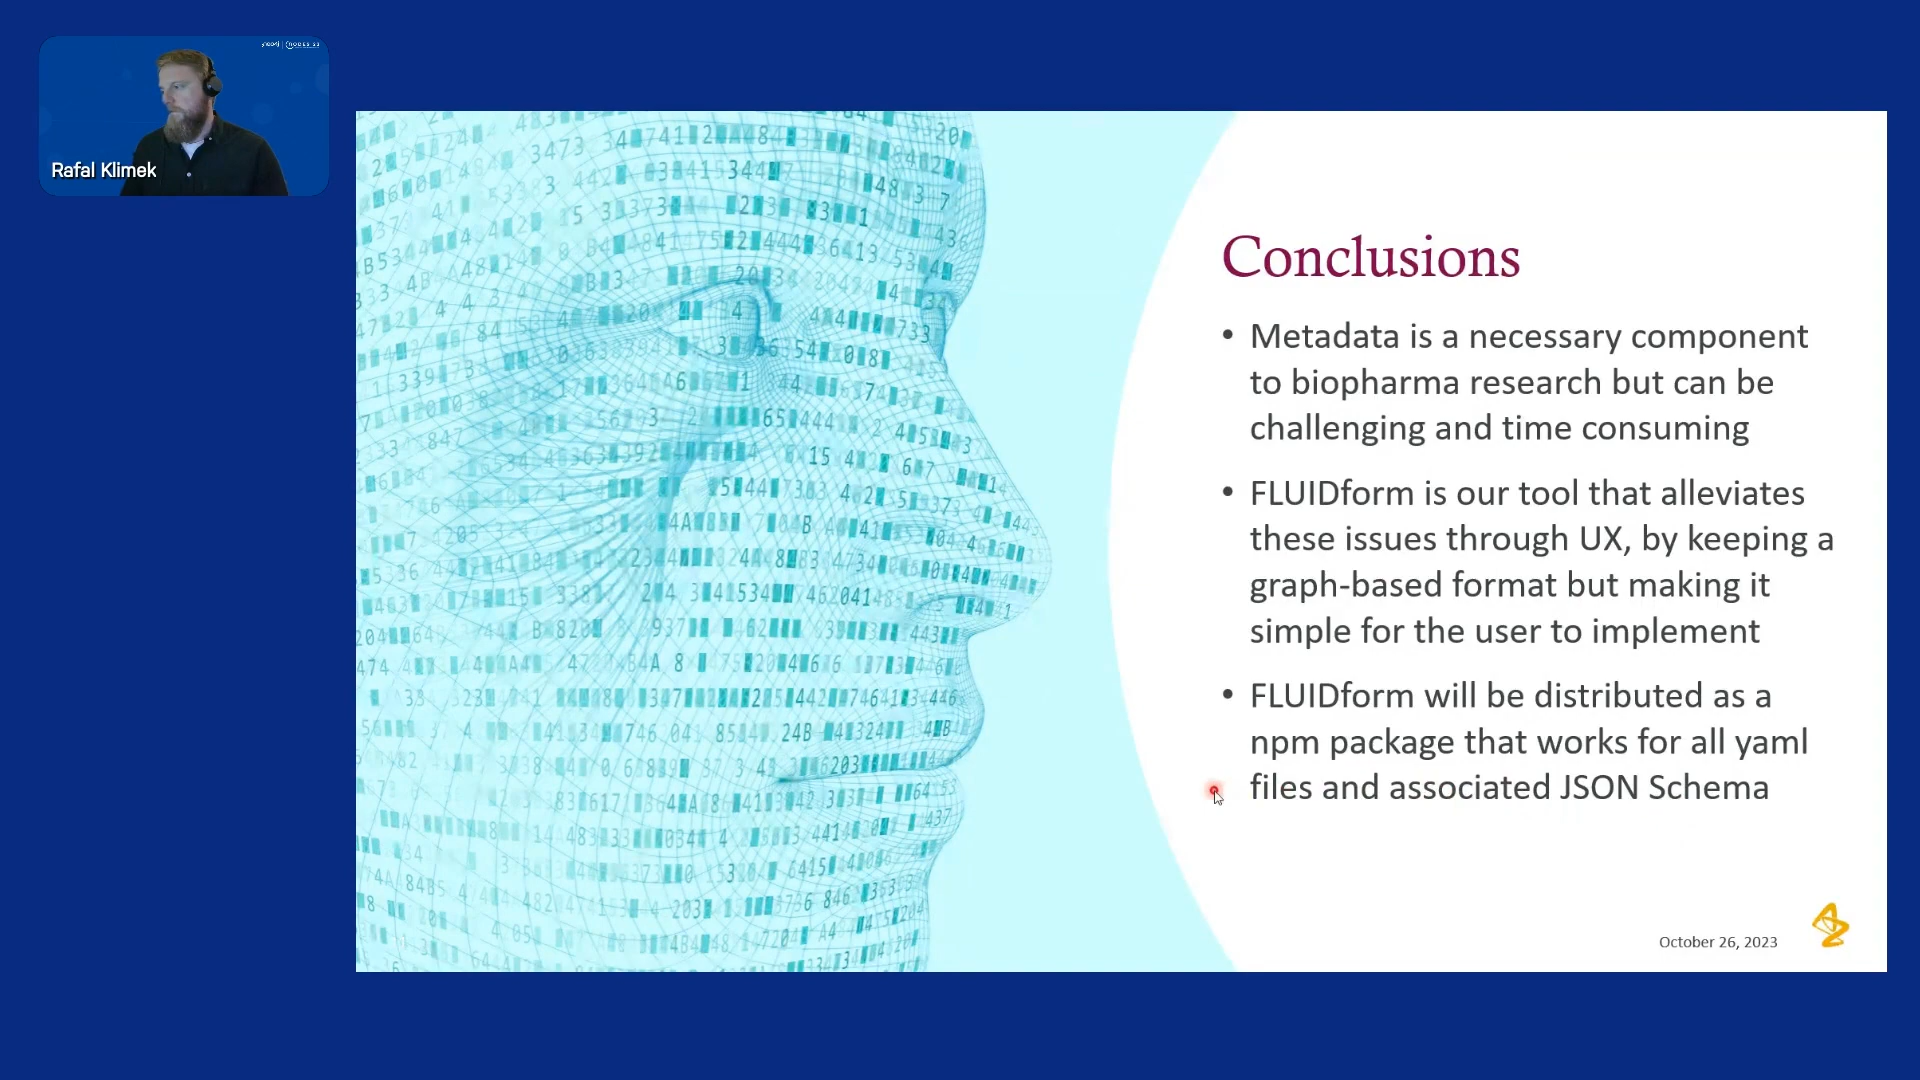 neo4j | NODES 23
Rafal Klimek
Conclusions
• Metadata is a necessary component
to biopharma research but can be
challenging and time consuming
• FLUIDform is our tool that alleviates
these issues through UX, by keeping a
graph-based format but making it
simple for the user to implement
• FLUIDform will be distributed as a
npm package that works for all yaml
files and associated JSON Schema
October 26, 2023